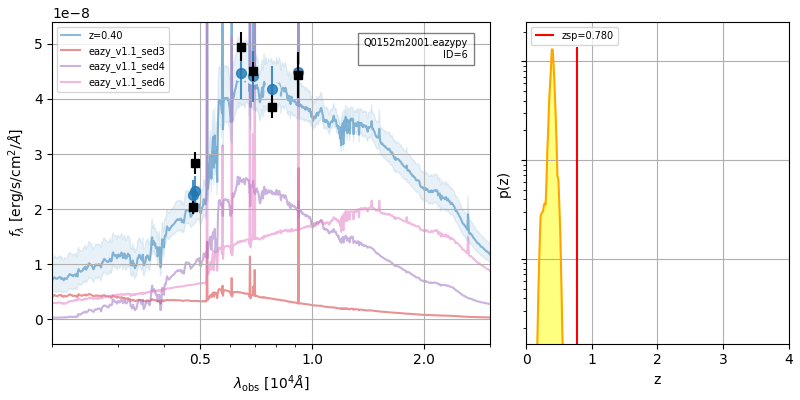 1e−8
z=0.40
eazy_v1.1_sed3
eazy_v1.1_sed4
eazy_v1.1_sed6
Q0152m2001.eazypy
ID=6
5
4
3
2
1
0
f_λ [erg/s/cm²/Å]
0.5
1.0
2.0
λ_obs [10⁴Å]
zsp=0.780
p(z)
0
1
2
3
4
z